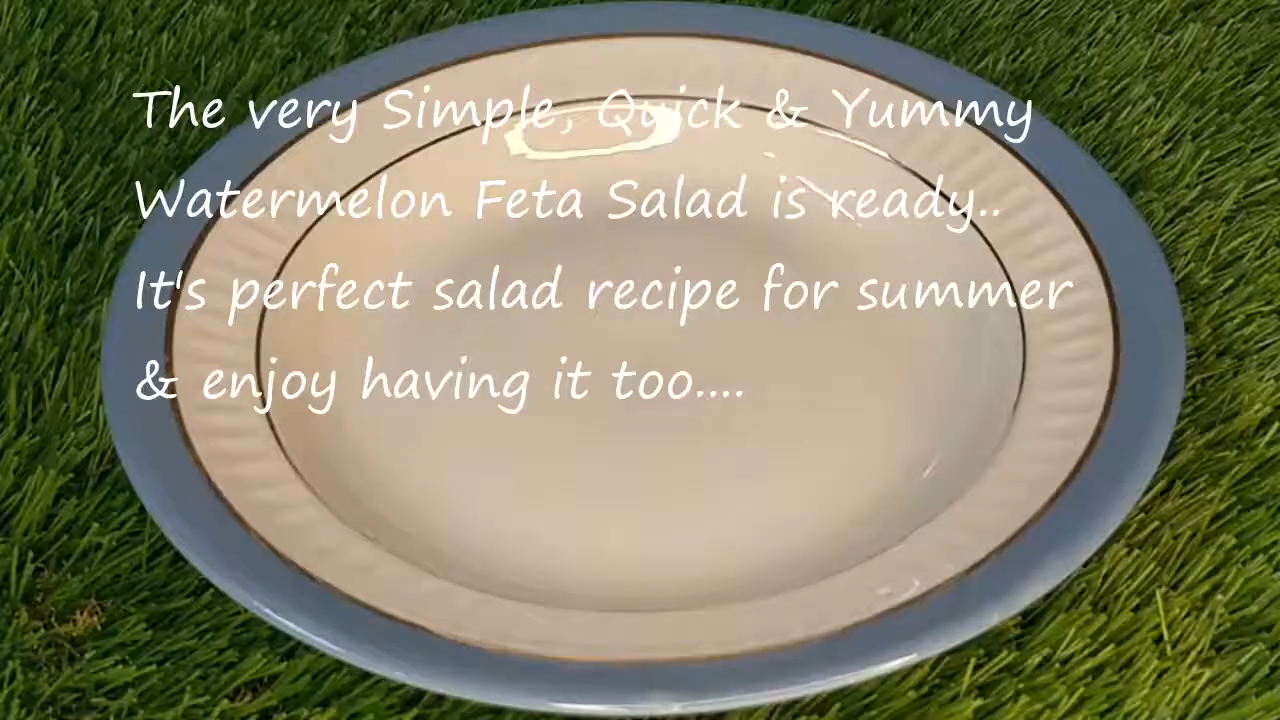 The very Simple, Quick & Yummy
Watermelon Feta Salad is ready..
It's perfect salad recipe for summer
& enjoy having it too....